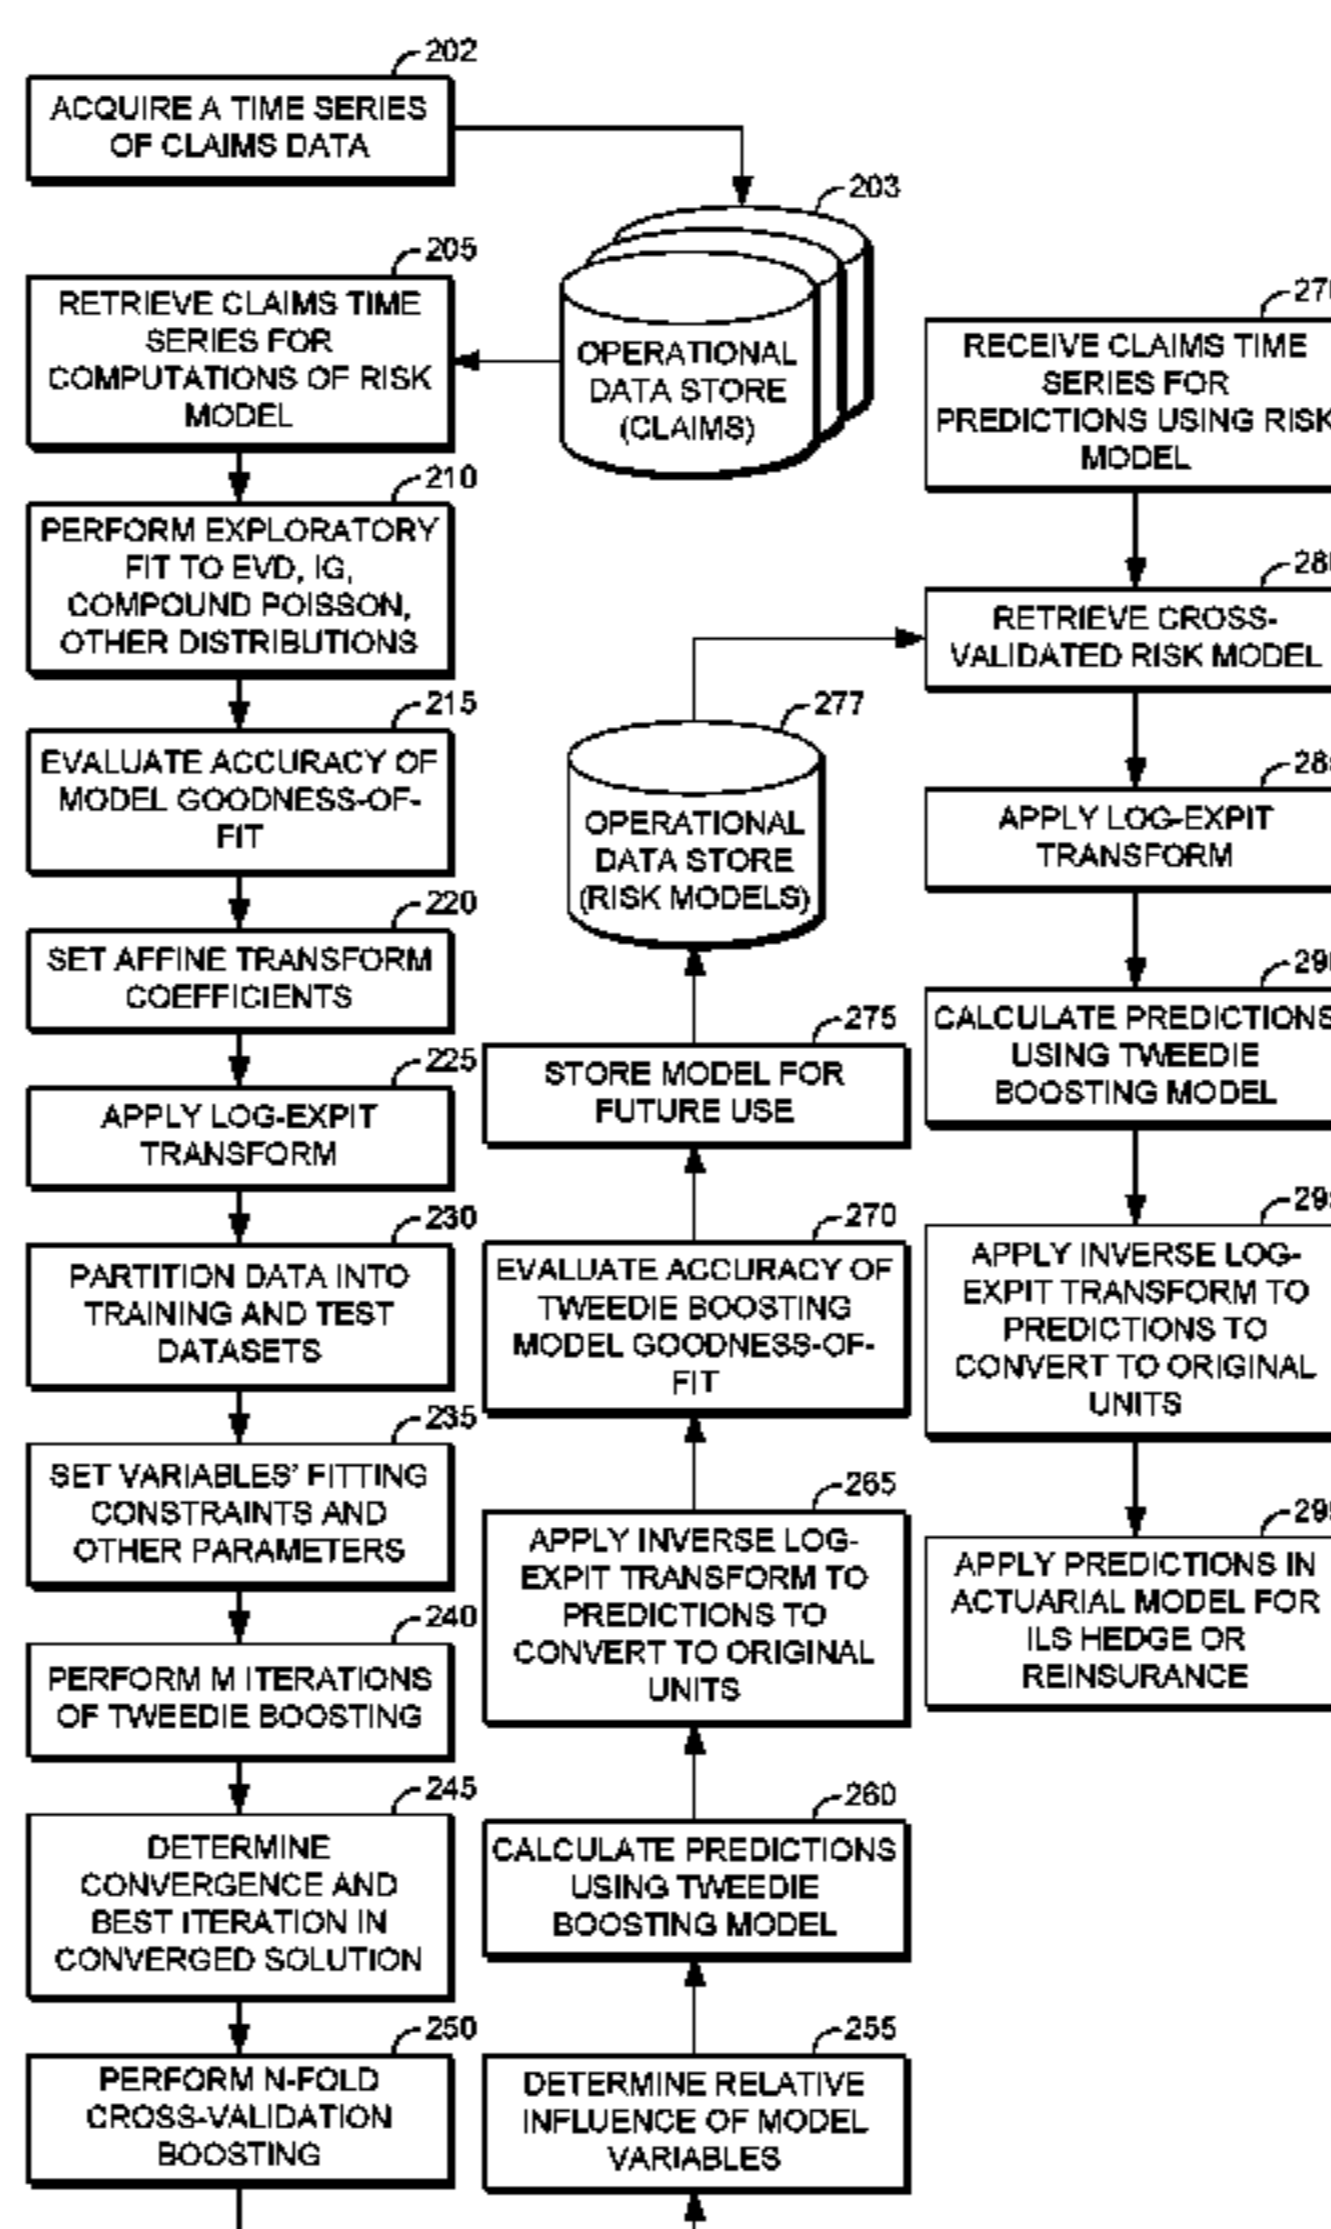 202
ACQUIRE A TIME SERIES
OF CLAIMS DATA
203
OPERATIONAL
DATA STORE
(CLAIMS)
205
RETRIEVE CLAIMS TIME
SERIES FOR
COMPUTATIONS OF RISK
MODEL
210
PERFORM EXPLORATORY
FIT TO EVD, IG,
COMPOUND POISSON,
OTHER DISTRIBUTIONS
215
EVALUATE ACCURACY OF
MODEL GOODNESS-OF-
FIT
220
SET AFFINE TRANSFORM
COEFFICIENTS
225
APPLY LOG-EXPIT
TRANSFORM
230
PARTITION DATA INTO
TRAINING AND TEST
DATASETS
235
SET VARIABLES' FITTING
CONSTRAINTS AND
OTHER PARAMETERS
240
PERFORM M ITERATIONS
OF TWEEDIE BOOSTING
245
DETERMINE
CONVERGENCE AND
BEST ITERATION IN
CONVERGED SOLUTION
250
PERFORM N-FOLD
CROSS-VALIDATION
BOOSTING
255
DETERMINE RELATIVE
INFLUENCE OF MODEL
VARIABLES
260
CALCULATE PREDICTIONS
USING TWEEDIE
BOOSTING MODEL
265
APPLY INVERSE LOG-
EXPIT TRANSFORM TO
PREDICTIONS TO
CONVERT TO ORIGINAL
UNITS
270
EVALUATE ACCURACY OF
TWEEDIE BOOSTING
MODEL GOODNESS-OF-
FIT
275
STORE MODEL FOR
FUTURE USE
277
OPERATIONAL
DATA STORE
(RISK MODELS)
RECEIVE CLAIMS TIME
SERIES FOR
PREDICTIONS USING RISK
MODEL
RETRIEVE CROSS-
VALIDATED RISK MODEL
APPLY LOG-EXPIT
TRANSFORM
CALCULATE PREDICTIONS
USING TWEEDIE
BOOSTING MODEL
APPLY INVERSE LOG-
EXPIT TRANSFORM TO
PREDICTIONS TO
CONVERT TO ORIGINAL
UNITS
APPLY PREDICTIONS IN
ACTUARIAL MODEL FOR
ILS HEDGE OR
REINSURANCE